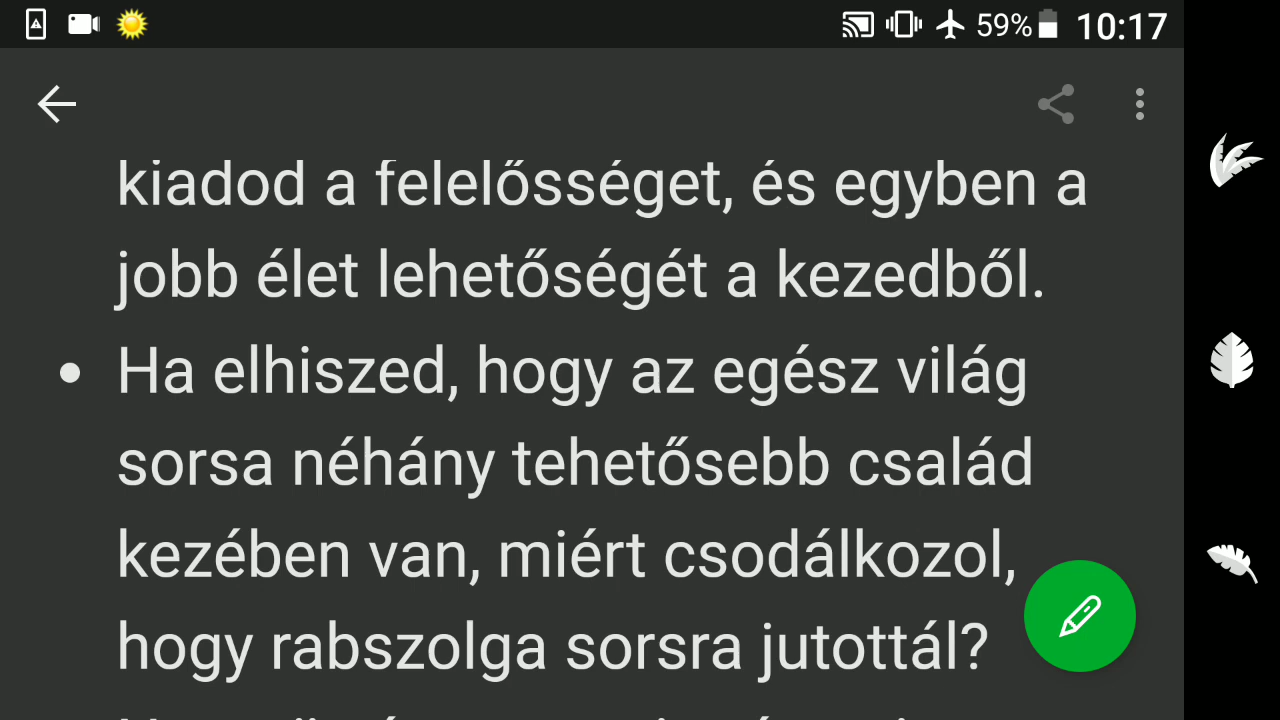 59% 10:17
kiadod a felelősséget, és egyben a
jobb élet lehetőségét a kezedből.
• Ha elhiszed, hogy az egész világ
sorsa néhány tehetősebb család
kezében van, miért csodálkozol,
hogy rabszolga sorsra jutottál?